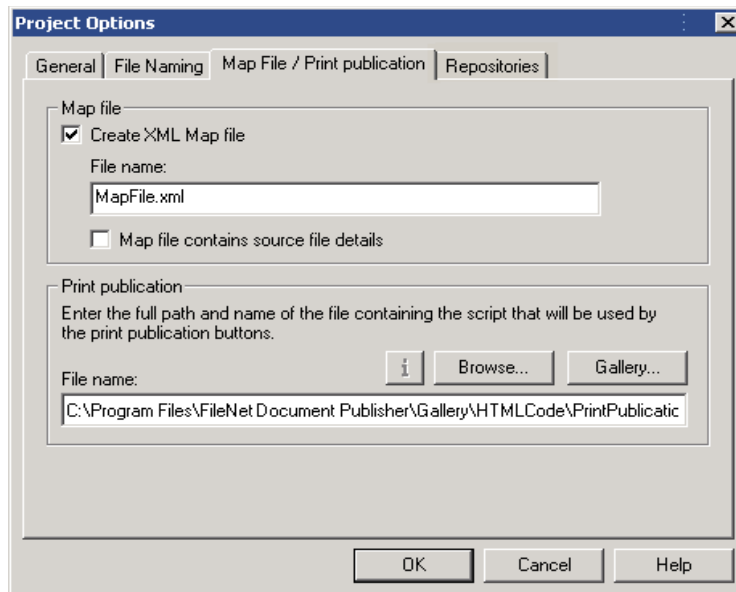 Project Options
General
File Naming
Map File / Print publication
Repositories
Map file
Create XML Map file
File name:
MapFile.xml
Map file contains source file details
Print publication
Enter the full path and name of the file containing the script that will be used by
the print publication buttons.
i
Browse...
Gallery...
File name:
C:\Program Files\FileNet Document Publisher\Gallery\HTMLCode\PrintPublicatic
OK
Cancel
Help